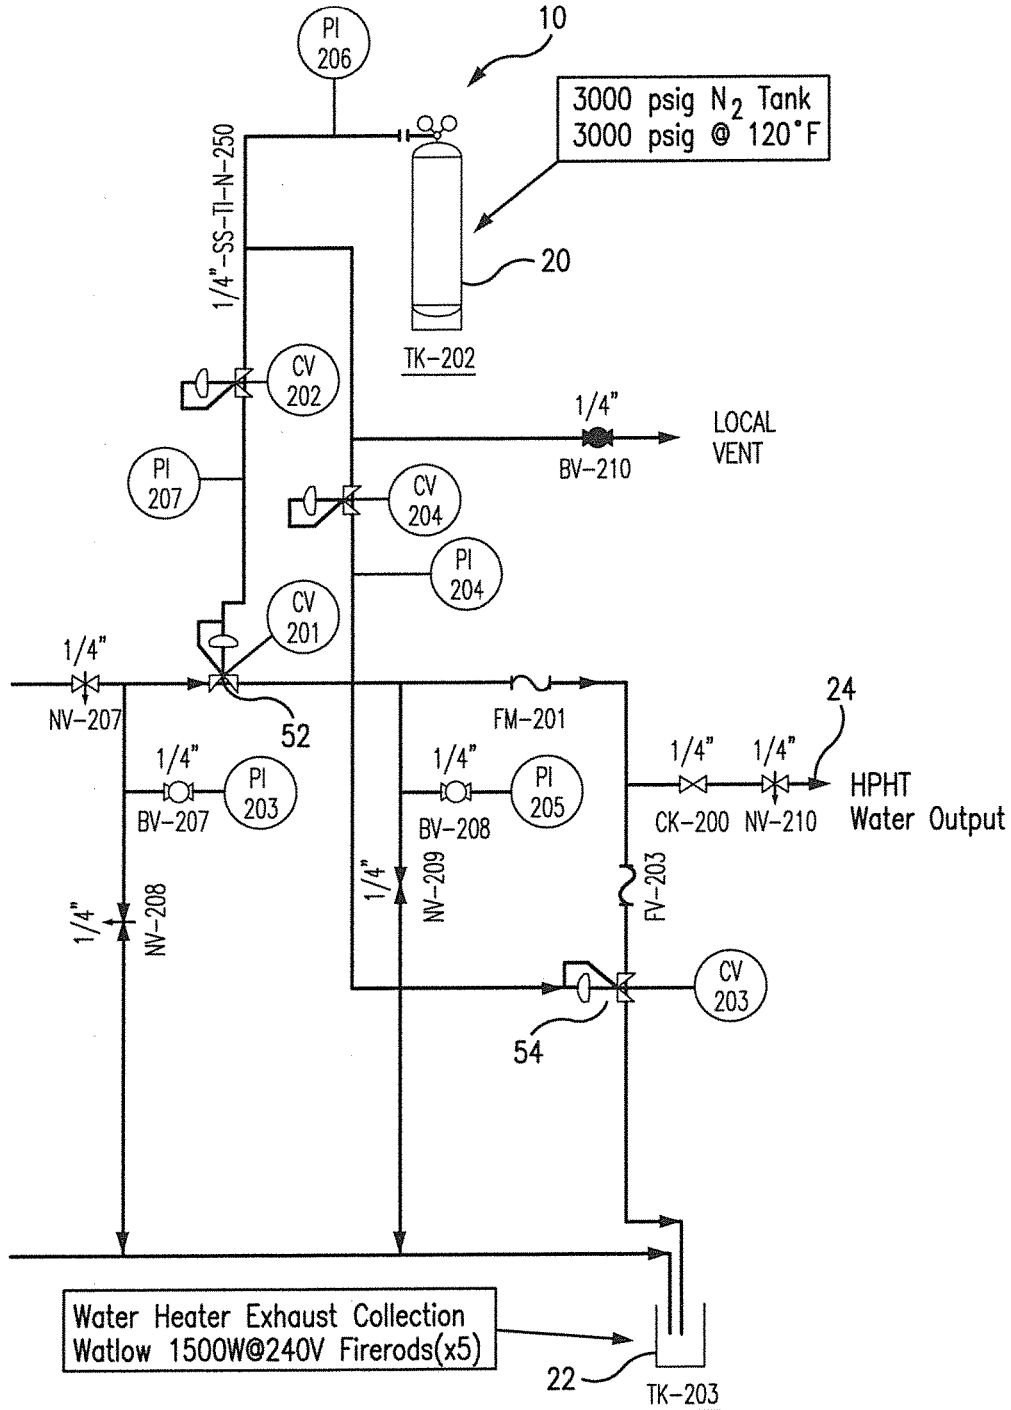 PI
206
10
3000 psig N2 Tank
3000 psig @ 120°F
1/4"-SS-TI-N-250
20
TK-202
CV
202
1/4"
BV-210
LOCAL
VENT
PI
207
CV
204
PI
204
CV
201
1/4"
NV-207
52
FM-201
24
1/4"
BV-207
PI
203
1/4"
BV-208
PI
205
1/4"
CK-200
1/4"
NV-210
HPHT
Water Output
1/4"
NV-208
1/4"
NV-209
FV-203
CV
203
54
Water Heater Exhaust Collection
Watlow 1500W@240V Firerods(x5)
22
TK-203